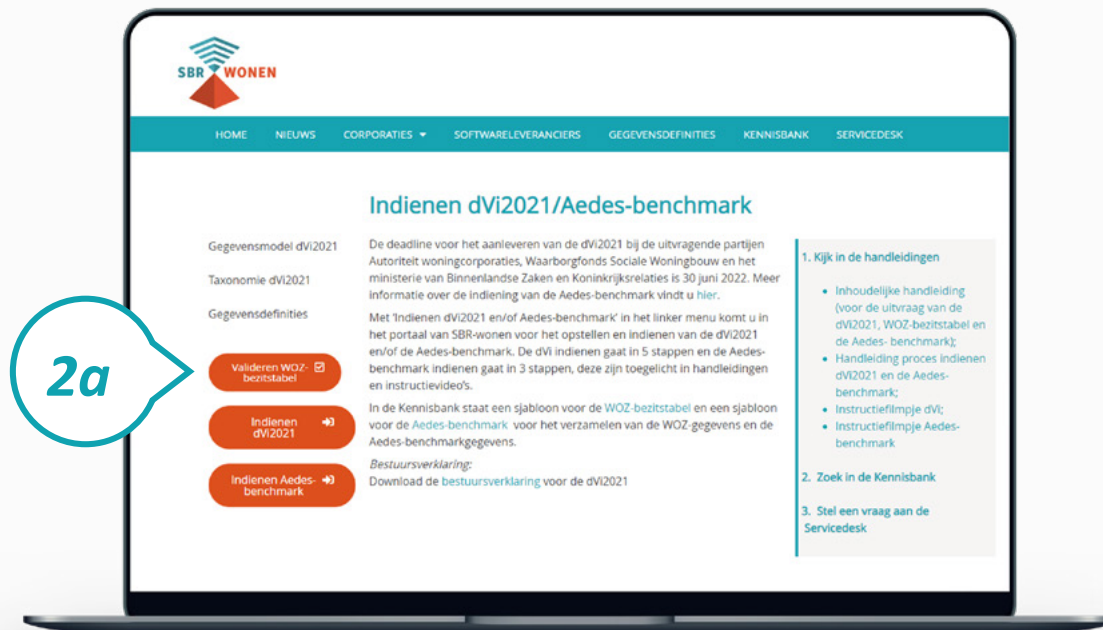 SBR WONEN
HOME NIEUWS CORPORATIES SOFTWARELEVERANCIERS GEGEVENSDEFINITIES KENNISBANK SERVICEDESK
Indienen dVi2021/Aedes-benchmark
Gegevensmodel dVi2021
Taxonomie dVi2021
Gegevensdefinities
2a
Valideren WOZ-
bezitstabel
Indienen
dVi2021
Indienen Aedes-
benchmark
De deadline voor het aanleveren van de dVi2021 bij de uitvragende partijen
Autoriteit woningcorporaties, Waarborgfonds Sociale Woningbouw en het
ministerie van Binnenlandse Zaken en Koninkrijksrelaties is 30 juni 2022. Meer
informatie over de indiening van de Aedes-benchmark vindt u hier.
Met 'Indienen dVi2021 en/of Aedes-benchmark' in het linker menu komt u in
het portaal van SBR-wonen voor het opstellen en indienen van de dVi2021
en/of de Aedes-benchmark. De dVi indienen gaat in 5 stappen en de Aedes-
benchmark indienen gaat in 3 stappen, deze zijn toegelicht in handleidingen
en instructievideo's.
In de Kennisbank staat een sjabloon voor de WOZ-bezitstabel en een sjabloon
voor de Aedes-benchmark voor het verzamelen van de WOZ-gegevens en de
Aedes-benchmarkgegevens.
Bestuursverklaring:
Download de bestuursverklaring voor de dVi2021
1. Kijk in de handleidingen
• Inhoudelijke handleiding
(voor de uitvraag van de
dVi2021, WOZ-bezitstabel en
de Aedes- benchmark);
• Handleiding proces indienen
dVi2021 en de Aedes-
benchmark;
• Instructiefilmpje dVi;
• Instructiefilmpje Aedes-
benchmark
2. Zoek in de Kennisbank
3. Stel een vraag aan de
Servicedesk